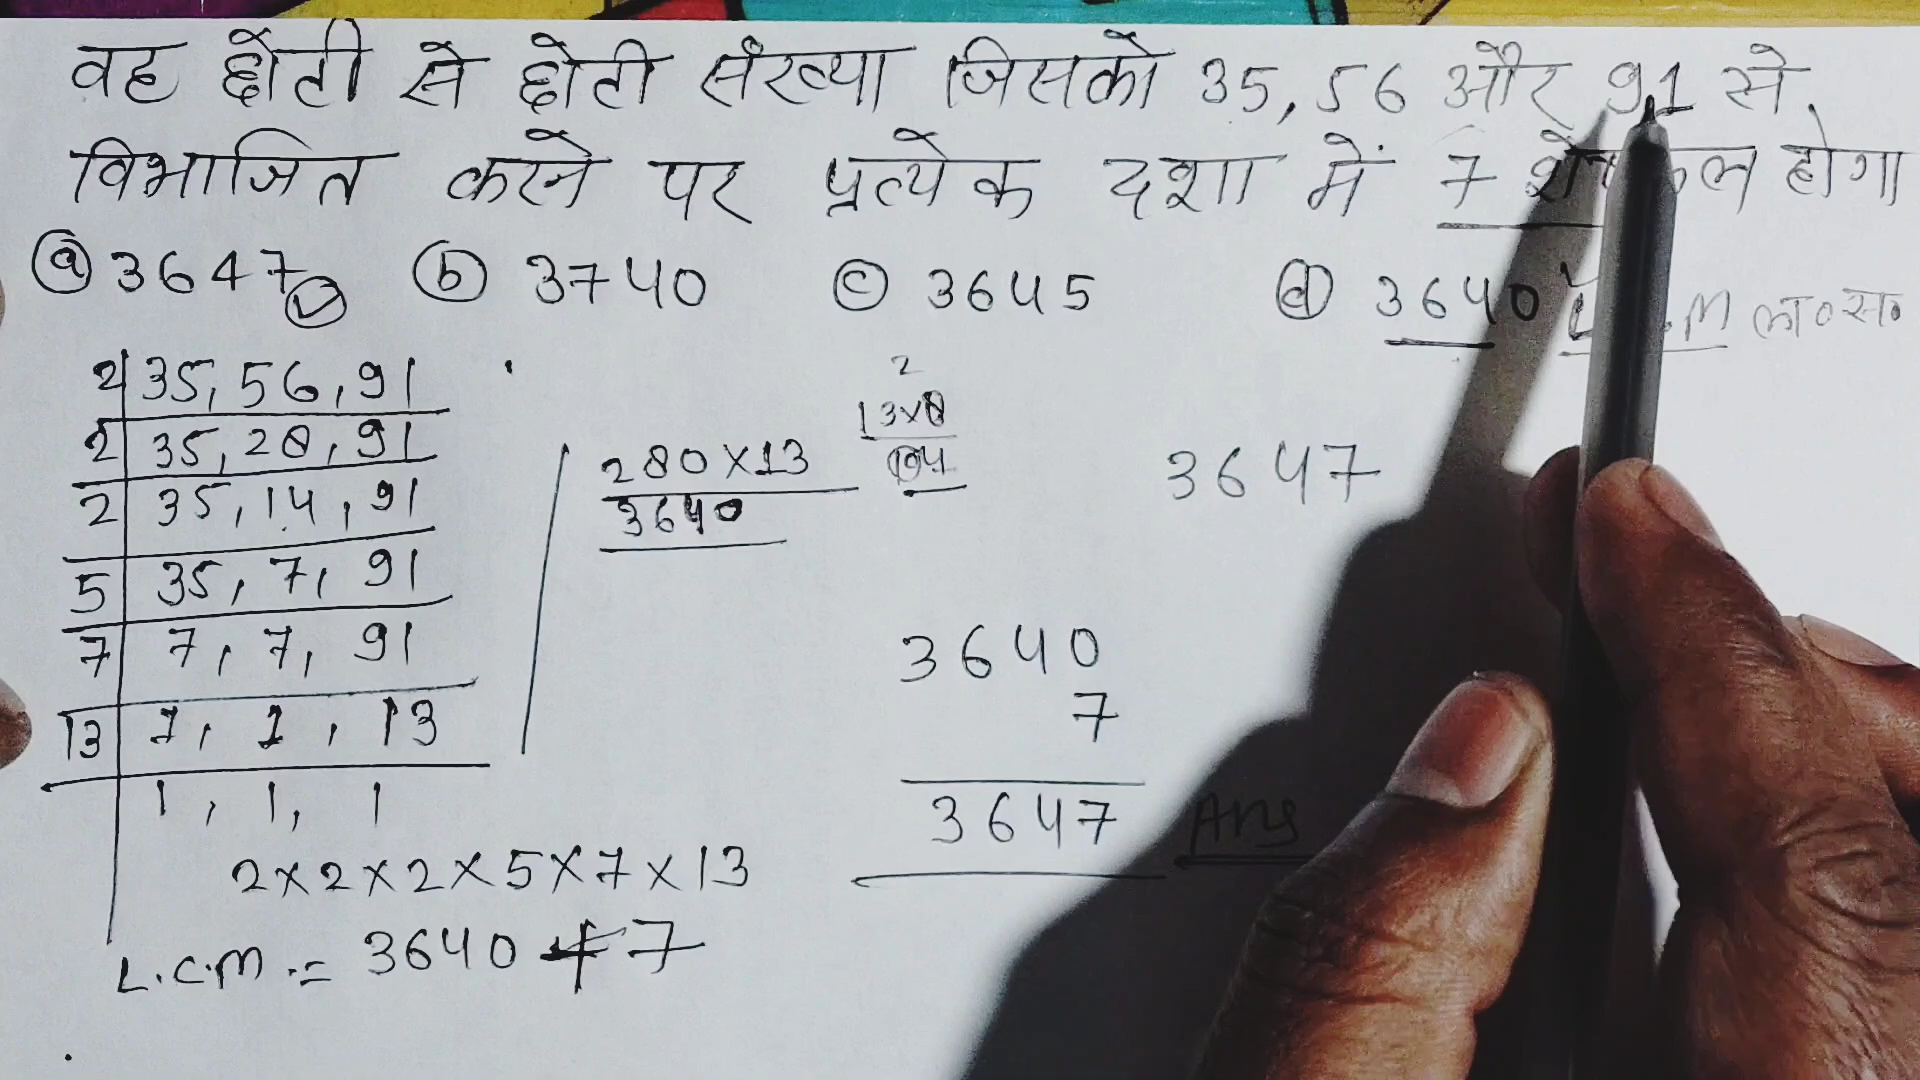 वह छोटी से छोटी संख्या जिसको 35, 56 और 91 से
विभाजित करने पर प्रत्येक दशा में 7 होगा
(a) 3647 (b) 3740 (c) 3645 (d) 3640
ल०स०
2 | 35, 56, 91
2 | 35, 28, 91
2 | 35, 14, 91
5 | 35, 7, 91
7 | 7, 7, 91
13 | 1, 1, 13
1, 1, 1
2×2×2×5×7×13
L.C.M. = 3640 + 7
280×13
3640
2
13×8
104
3647
3640
7
3647 Ans